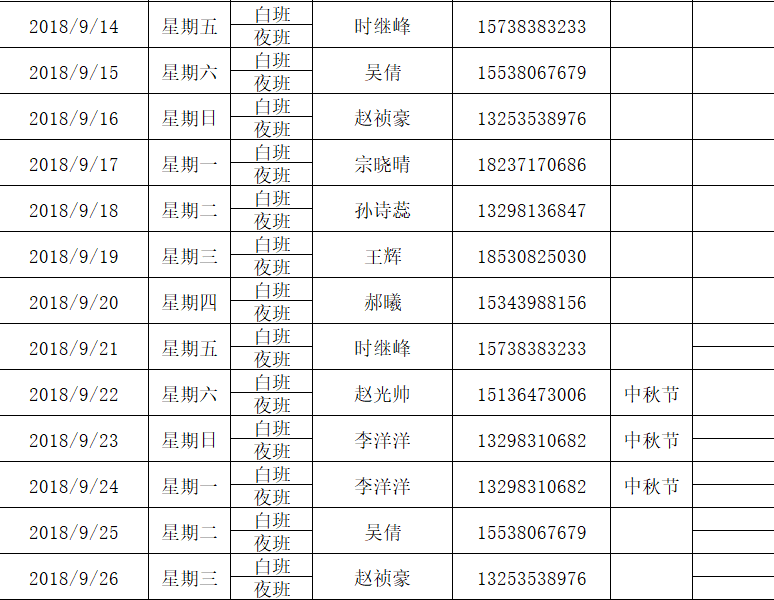 2018/9/14 星期五 白班 夜班 时继峰 15738383233
2018/9/15 星期六 白班 夜班 吴倩 15538067679
2018/9/16 星期日 白班 夜班 赵祯豪 13253538976
2018/9/17 星期一 白班 夜班 宗晓晴 18237170686
2018/9/18 星期二 白班 夜班 孙诗蕊 13298136847
2018/9/19 星期三 白班 夜班 王辉 18530825030
2018/9/20 星期四 白班 夜班 郝曦 15343988156
2018/9/21 星期五 白班 夜班 时继峰 15738383233
2018/9/22 星期六 白班 夜班 赵光帅 15136473006 中秋节
2018/9/23 星期日 白班 夜班 李洋洋 13298310682 中秋节
2018/9/24 星期一 白班 夜班 李洋洋 13298310682 中秋节
2018/9/25 星期二 白班 夜班 吴倩 15538067679
2018/9/26 星期三 白班 夜班 赵祯豪 13253538976